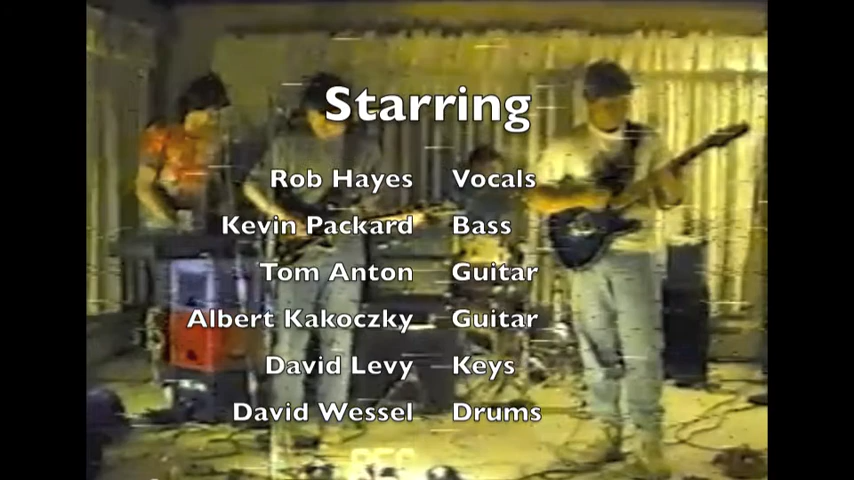 Starring
Rob Hayes Vocals
Kevin Packard Bass
Tom Anton Guitar
Albert Kakoczky Guitar
David Levy Keys
David Wessel Drums
REC